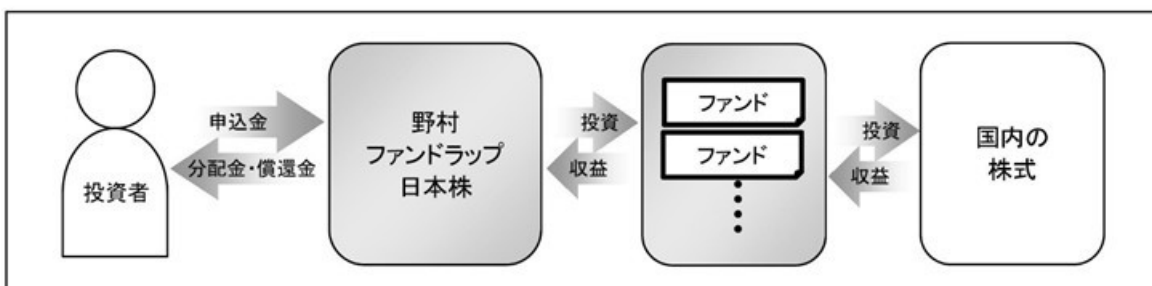 投資者
申込金
分配金・償還金
野村
ファンドラップ
日本株
投資
収益
ファンド
ファンド
投資
収益
国内の
株式